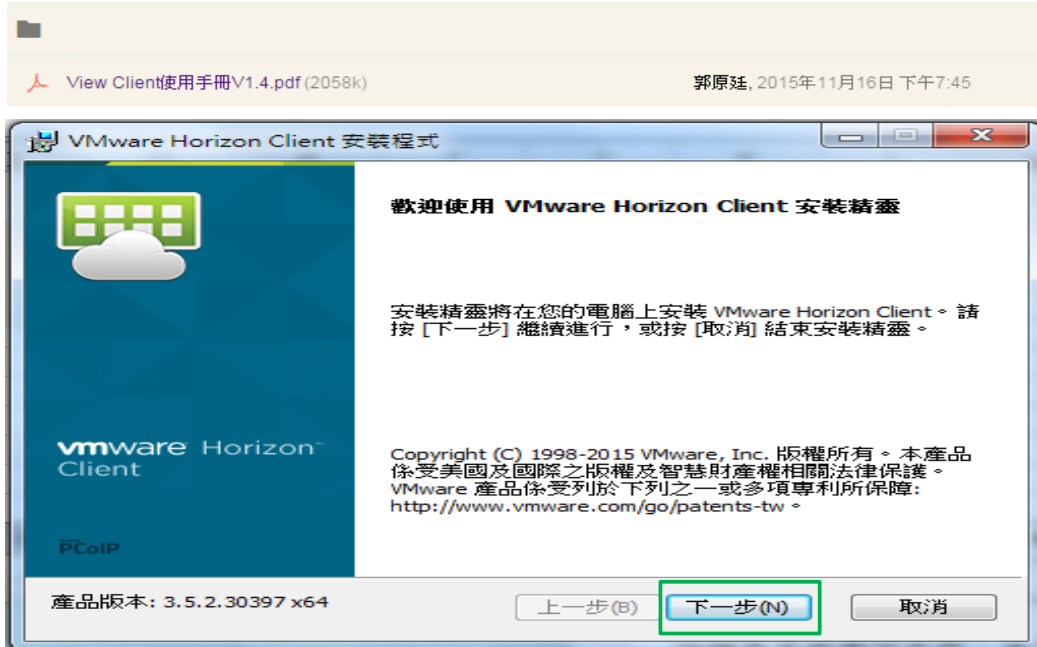 View Client使用手冊V1.4.pdf (2058k) 郭原廷, 2015年11月16日 下午7:45
VMware Horizon Client 安裝程式
歡迎使用 VMware Horizon Client 安裝精靈
安裝精靈將在您的電腦上安裝 VMware Horizon Client。請
按 [下一步] 繼續進行，或按 [取消] 結束安裝精靈。
vmware Horizon™
Client
Copyright (C) 1998-2015 VMware, Inc. 版權所有。本產品
係受美國及國際之版權及智慧財產權相關法律保護。
VMware 產品係受列於下列之一或多項專利所保障:
http://www.vmware.com/go/patents-tw。
PCoIP
產品版本: 3.5.2.30397 x64
上一步(B) 下一步(N) 取消